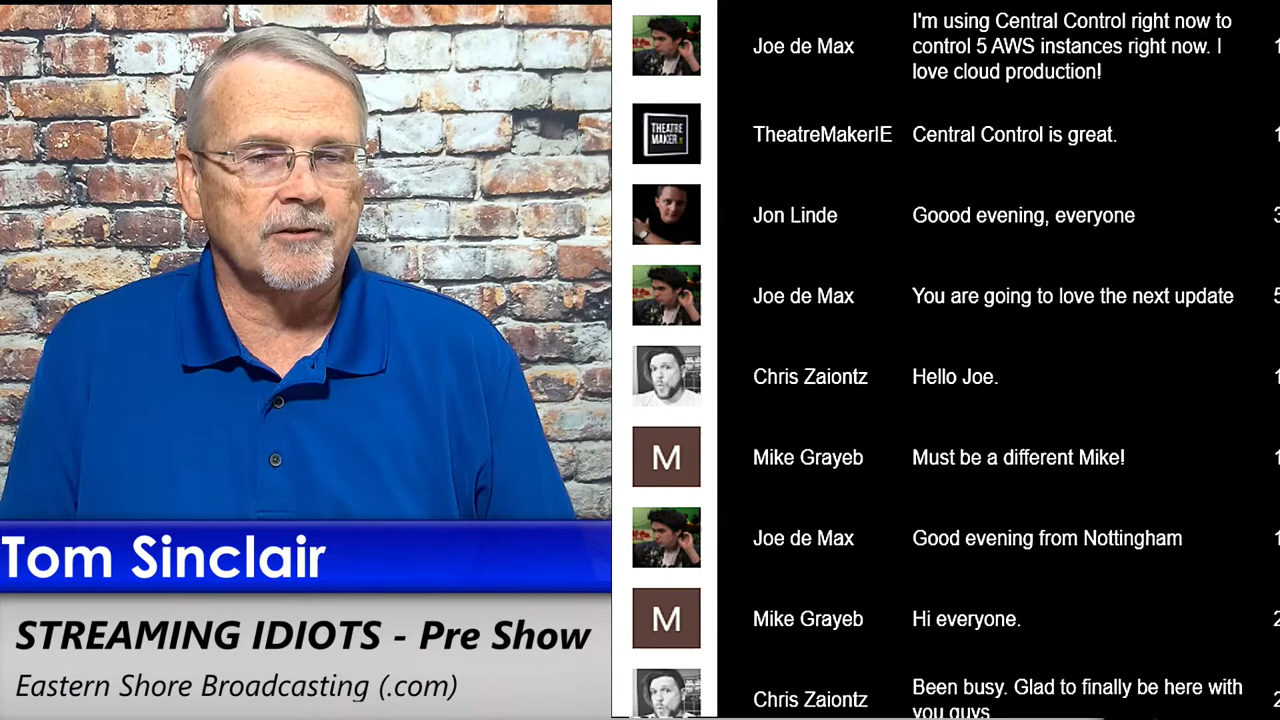 Tom Sinclair
STREAMING IDIOTS - Pre Show
Eastern Shore Broadcasting (.com)
Joe de Max
I'm using Central Control right now to
control 5 AWS instances right now. I
love cloud production!
THEATRE
MAKER
TheatreMakerIE
Central Control is great.
Jon Linde
Goood evening, everyone
Joe de Max
You are going to love the next update
Chris Zaiontz
Hello Joe.
M
Mike Grayeb
Must be a different Mike!
Joe de Max
Good evening from Nottingham
M
Mike Grayeb
Hi everyone.
Chris Zaiontz
Been busy. Glad to finally be here with
you guys